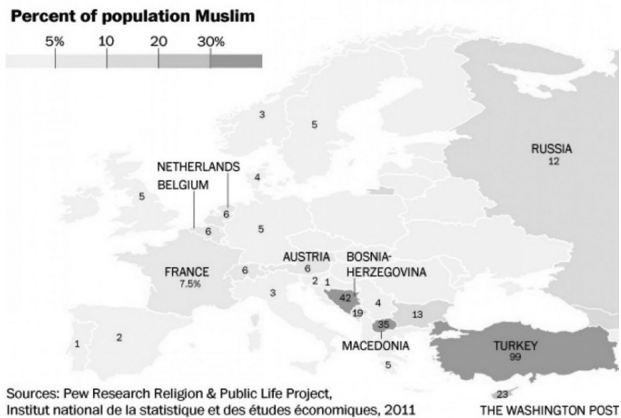 Percent of population Muslim
5% 10 20 30%
3
5
RUSSIA
12
NETHERLANDS
4
BELGIUM
5
6
6
5
AUSTRIA
BOSNIA-
HERZEGOVINA
FRANCE
7.5%
6
6
2
1
3
42
4
19
13
35
1
2
MACEDONIA
TURKEY
99
5
23
Sources: Pew Research Religion & Public Life Project,
Institut national de la statistique et des études économiques, 2011
THE WASHINGTON POST